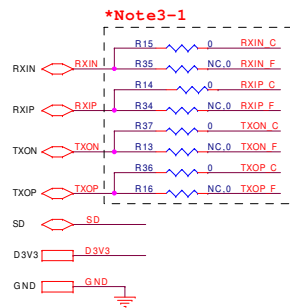 *Note3-1
R15 0 RXIN_C
RXIN RXIN R35 NC,0 RXIN_F
R14 0 RXIP_C
RXIP RXIP R34 NC,0 RXIP_F
R37 0 TXON_C
TXON TXON R13 NC,0 TXON_F
R36 0 TXOP_C
TXOP TXOP R16 NC,0 TXOP_F
SD SD
D3V3 D3V3
GND GND